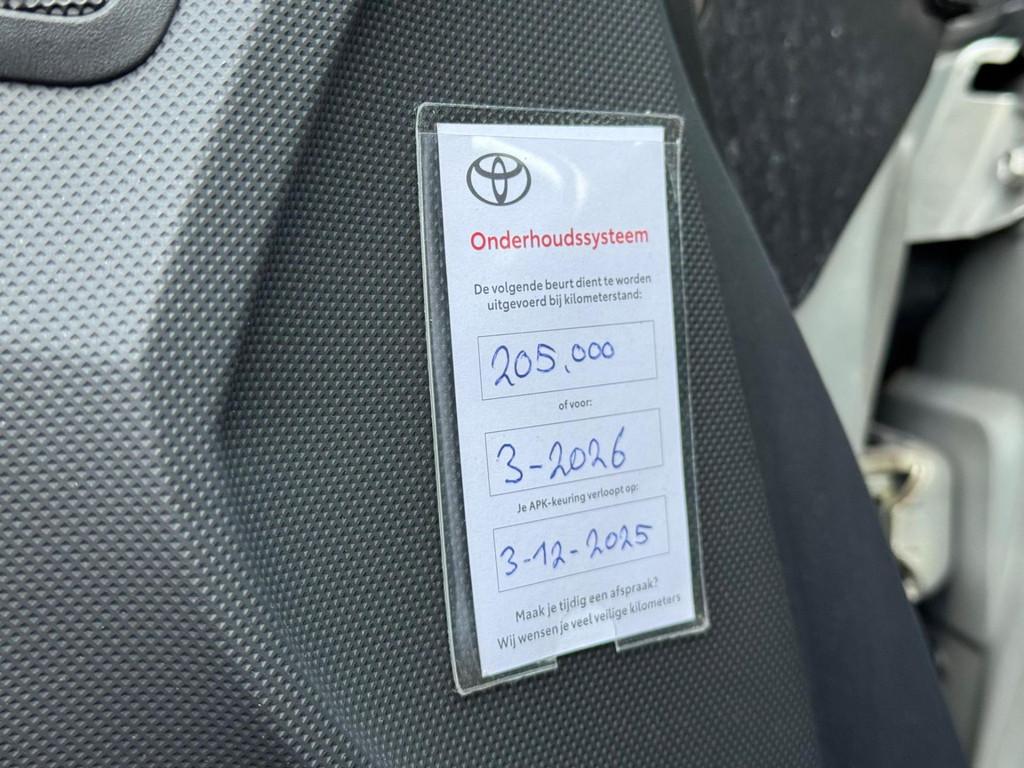 Onderhoudssysteem
De volgende beurt dient te worden
uitgevoerd bij kilometerstand:
205.000
of voor:
3-2026
Je APK-keuring verloopt op:
3-12-2025
Maak je tijdig een afspraak?
Wij wensen je veel veilige kilometers